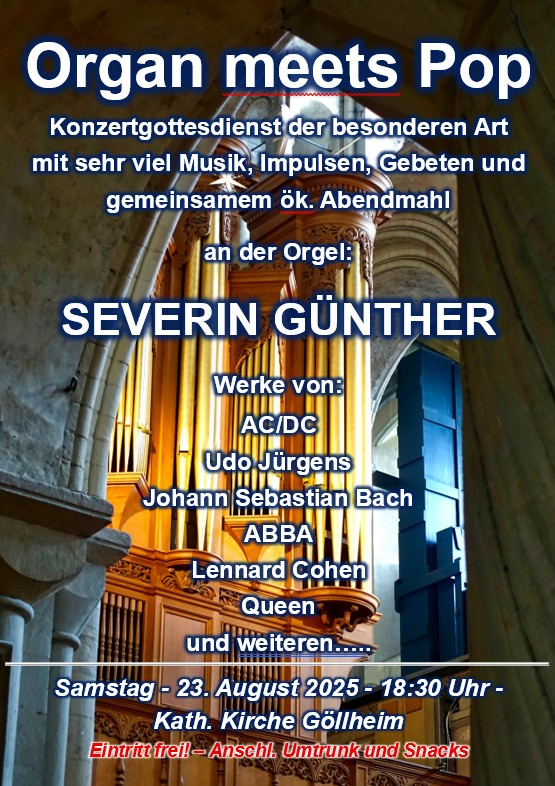 Organ meets Pop
Konzertgottesdienst der besonderen Art
mit sehr viel Musik, Impulsen, Gebeten und
gemeinsamem ök. Abendmahl
an der Orgel:
SEVERIN GÜNTHER
Werke von:
AC/DC
Udo Jürgens
Johann Sebastian Bach
ABBA
Lennard Cohen
Queen
und weiteren…..
Samstag - 23. August 2025 - 18:30 Uhr -
Kath. Kirche Göllheim
Eintritt frei! – Anschl. Umtrunk und Snacks